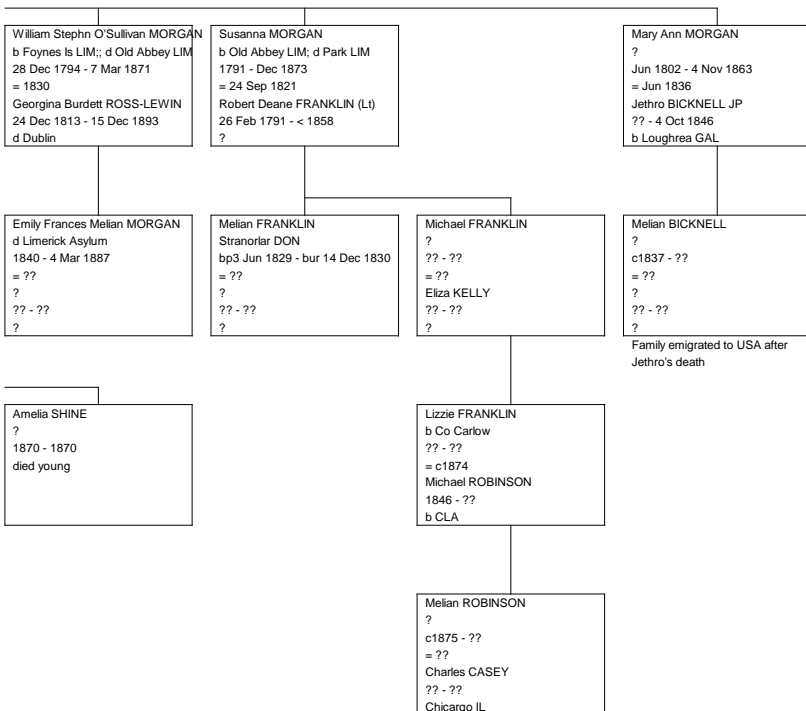 William Stephn O'Sullivan MORGAN
b Foynes Is LIM;; d Old Abbey LIM
28 Dec 1794 - 7 Mar 1871
= 1830
Georgina Burdett ROSS-LEWIN
24 Dec 1813 - 15 Dec 1893
d Dublin
Susanna MORGAN
b Old Abbey LIM; d Park LIM
1791 - Dec 1873
= 24 Sep 1821
Robert Deane FRANKLIN (Lt)
26 Feb 1791 - < 1858
?
Mary Ann MORGAN
?
Jun 1802 - 4 Nov 1863
= Jun 1836
Jethro BICKNELL JP
?? - 4 Oct 1846
b Loughrea GAL
Emily Frances Melian MORGAN
d Limerick Asylum
1840 - 4 Mar 1887
= ??
?
?? - ??
?
Melian FRANKLIN
Stranorlar DON
bp3 Jun 1829 - bur 14 Dec 1830
= ??
?
?? - ??
?
Michael FRANKLIN
?
?? - ??
= ??
Eliza KELLY
?? - ??
?
Melian BICKNELL
?
c1837 - ??
= ??
?
?? - ??
?
Family emigrated to USA after
Jethro's death
Amelia SHINE
?
1870 - 1870
died young
Lizzie FRANKLIN
b Co Carlow
?? - ??
= c1874
Michael ROBINSON
1846 - ??
b CLA
Melian ROBINSON
?
c1875 - ??
= ??
Charles CASEY
?? - ??
Chicargo IL